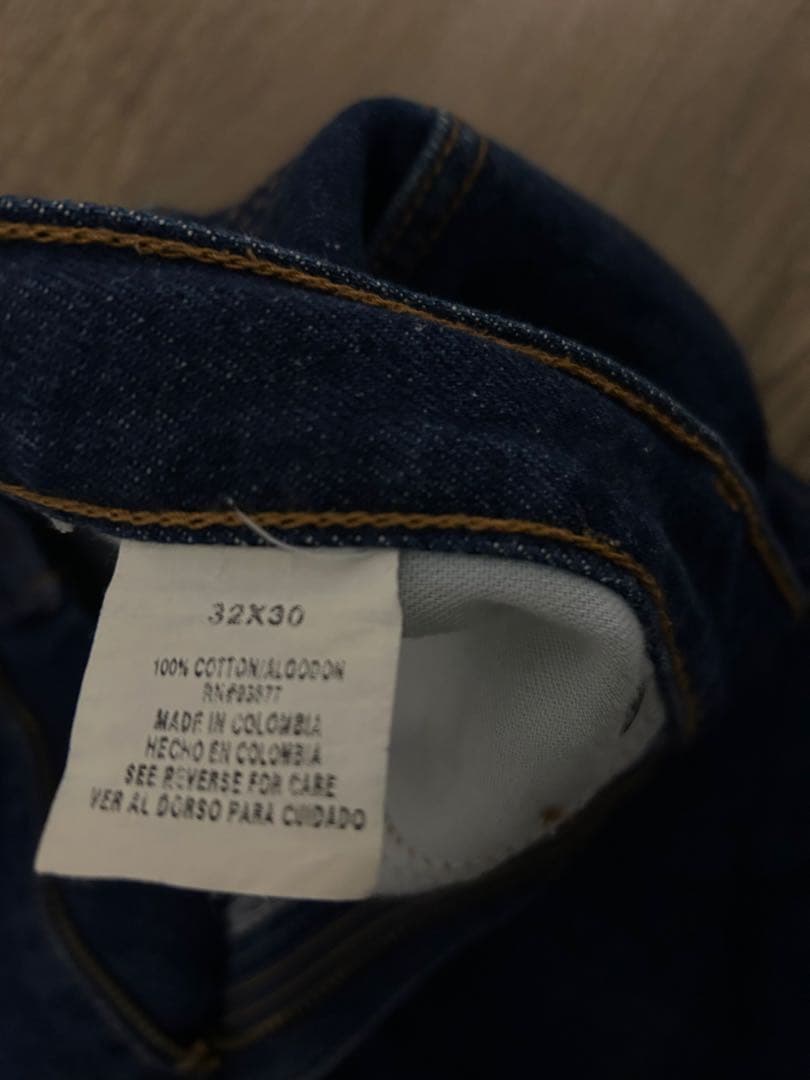 32X30
100% COTTON/ALGODON
RN#93677
MADE IN COLOMBIA
HECHO EN COLOMBIA
SEE REVERSE FOR CARE
VER AL DORSO PARA CUIDADO